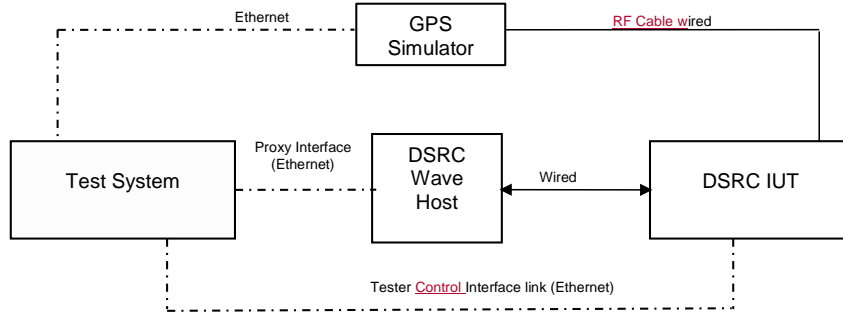 Ethernet
GPS
Simulator
RF Cable wired
Test System
Proxy Interface
(Ethernet)
DSRC
Wave
Host
Wired
DSRC IUT
Tester Control Interface link (Ethernet)